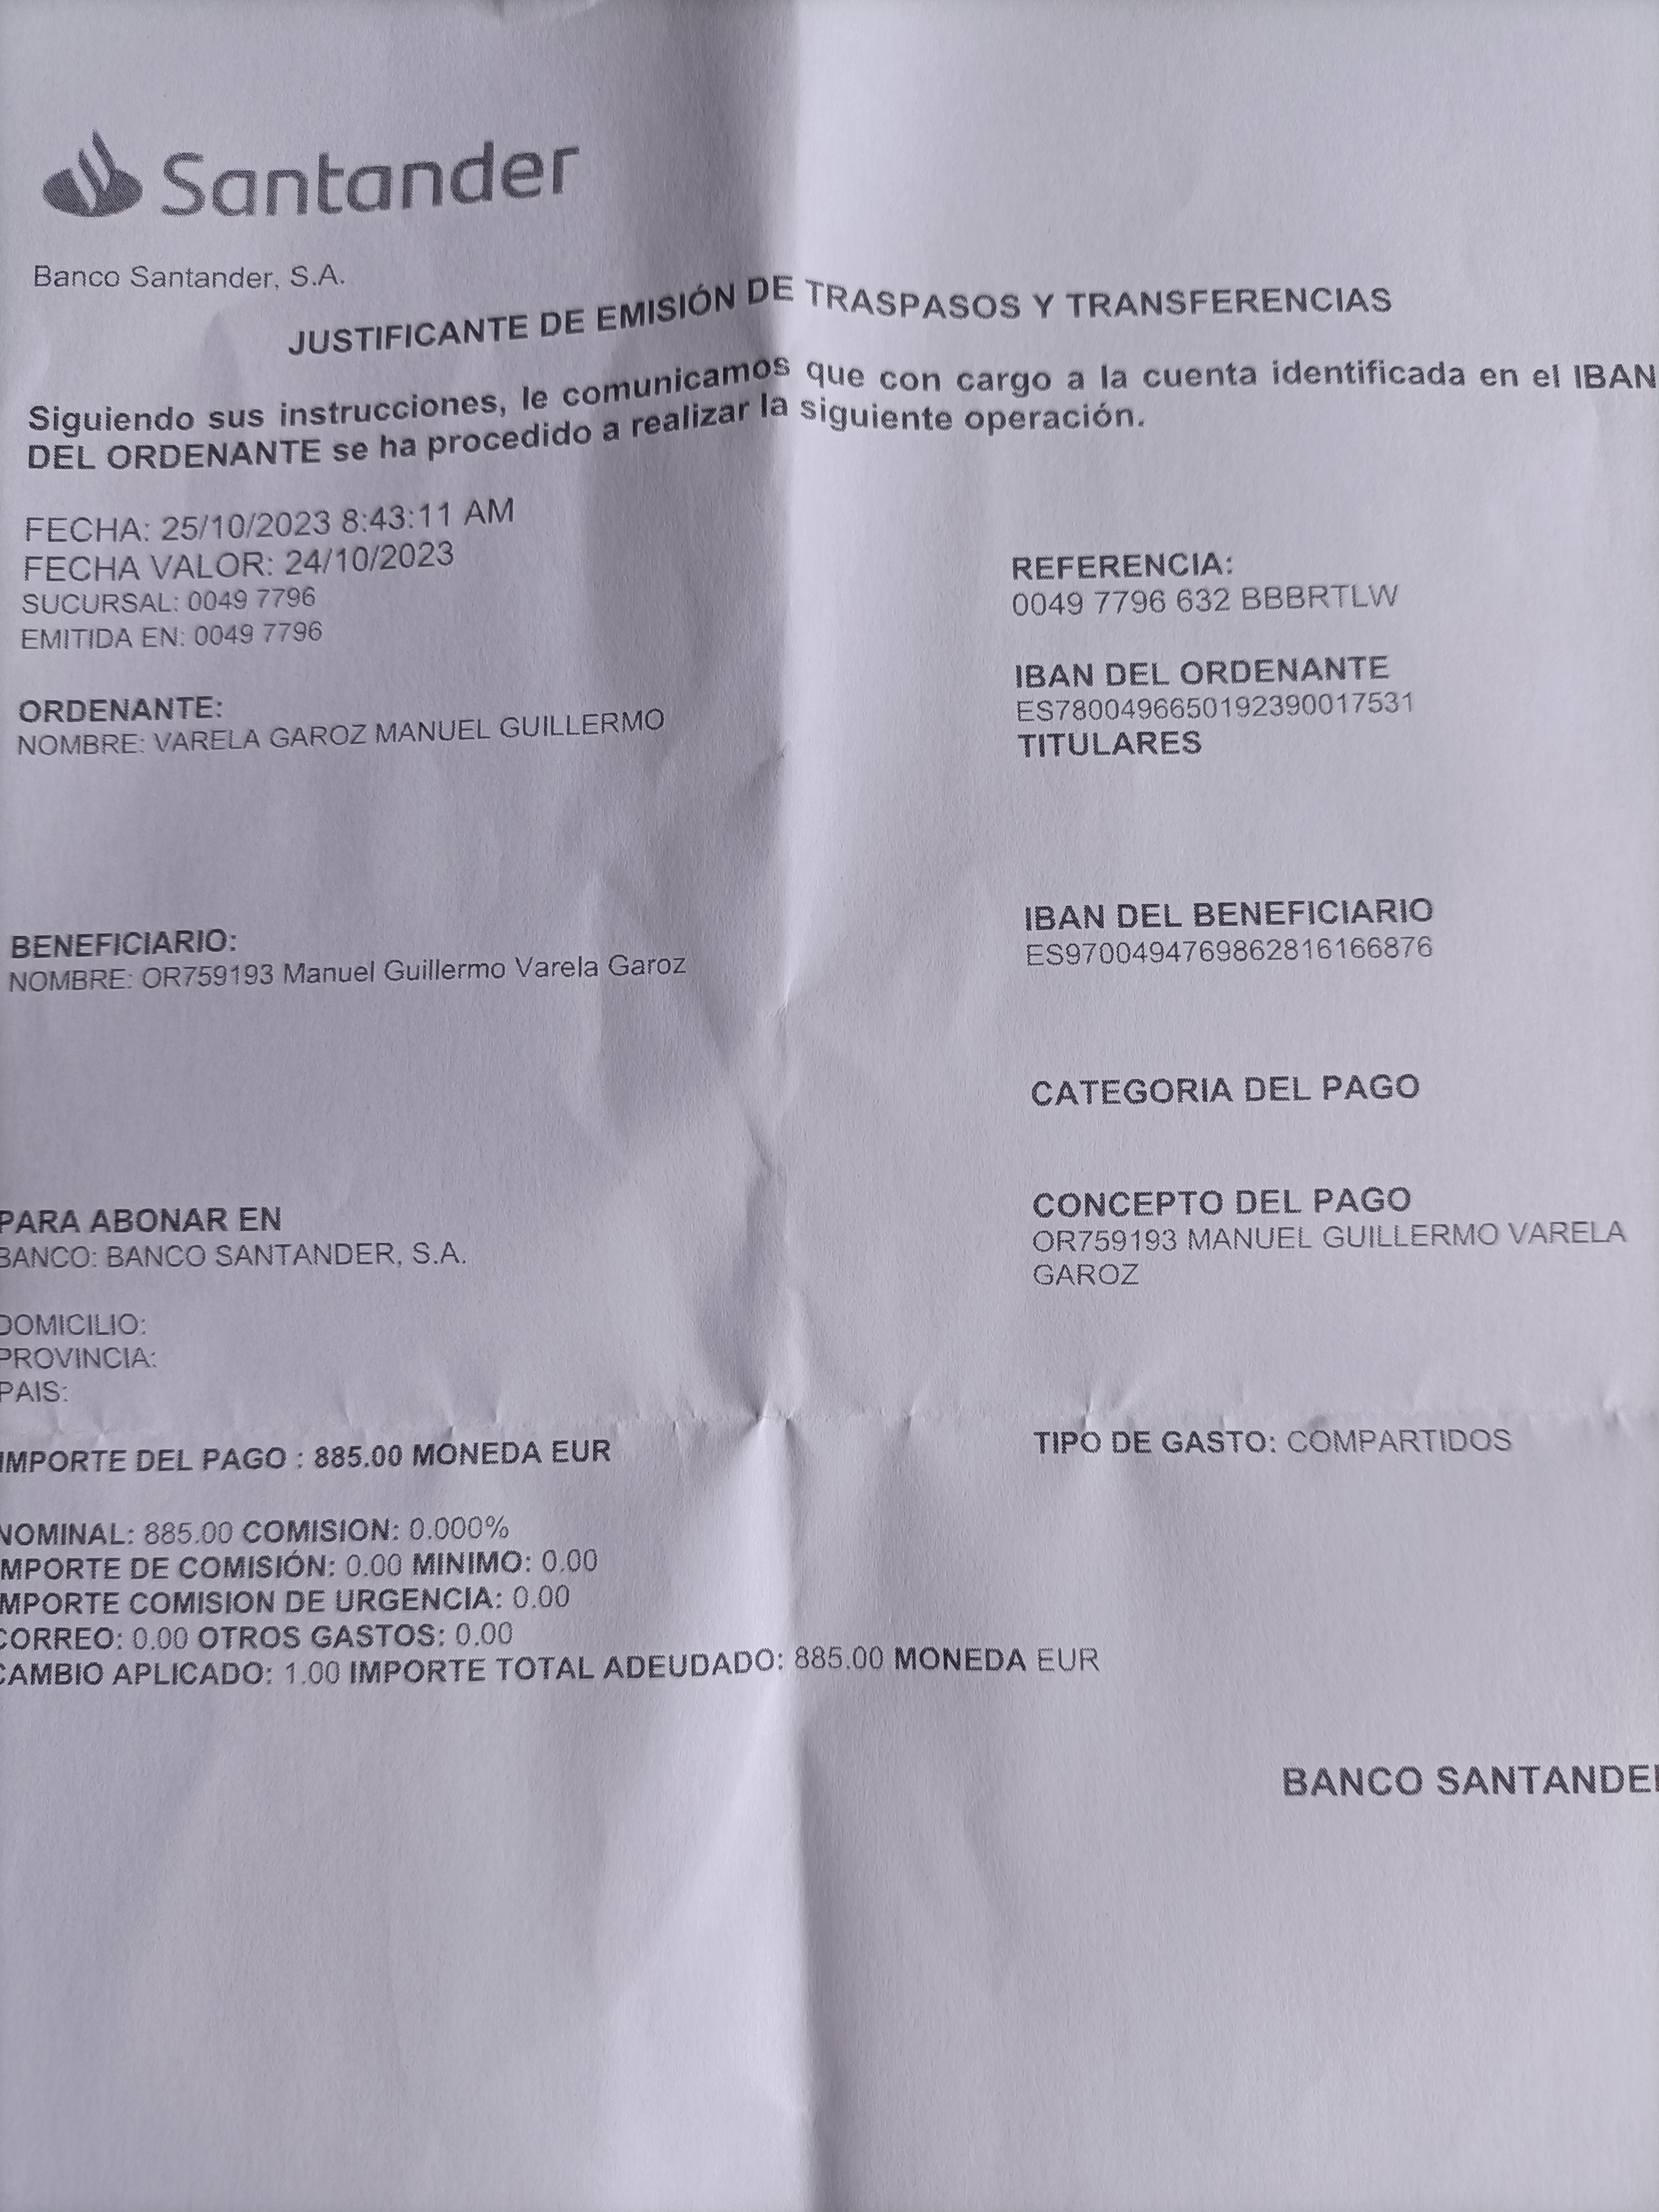 Santander
Banco Santander, S.A.
JUSTIFICANTE DE EMISIÓN DE TRASPASOS Y TRANSFERENCIAS
Siguiendo sus instrucciones, le comunicamos que con cargo a la cuenta identificada en el IBAN
DEL ORDENANTE se ha procedido a realizar la siguiente operación.
FECHA: 25/10/2023 8:43:11 AM
FECHA VALOR: 24/10/2023
SUCURSAL: 0049 7796
EMITIDA EN: 0049 7796
REFERENCIA:
0049 7796 632 BBBRTLW
ORDENANTE:
NOMBRE: VARELA GAROZ MANUEL GUILLERMO
IBAN DEL ORDENANTE
ES7800496650192390017531
TITULARES
BENEFICIARIO:
NOMBRE: OR759193 Manuel Guillermo Varela Garoz
IBAN DEL BENEFICIARIO
ES9700494769862816166876
CATEGORIA DEL PAGO
PARA ABONAR EN
BANCO: BANCO SANTANDER, S.A.
DOMICILIO:
PROVINCIA:
PAIS:
CONCEPTO DEL PAGO
OR759193 MANUEL GUILLERMO VARELA
GAROZ
IMPORTE DEL PAGO : 885.00 MONEDA EUR
TIPO DE GASTO: COMPARTIDOS
NOMINAL: 885.00 COMISION: 0.000%
IMPORTE DE COMISIÓN: 0.00 MINIMO: 0.00
IMPORTE COMISION DE URGENCIA: 0.00
CORREO: 0.00 OTROS GASTOS: 0.00
CAMBIO APLICADO: 1.00 IMPORTE TOTAL ADEUDADO: 885.00 MONEDA EUR
BANCO SANTANDER